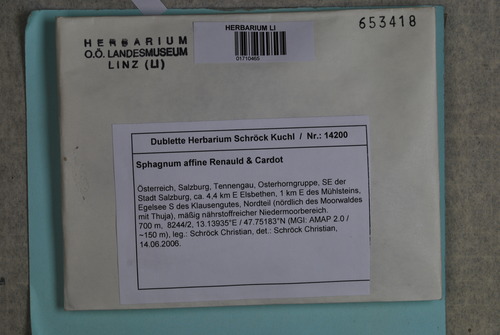 653418
HERBARIUM
O.Ö. LANDESMUSEUM
LINZ (LI)
HERBARIUM LI
01710465
Dublette Herbarium Schröck Kuchl / Nr.: 14200
Sphagnum affine Renauld & Cardot
Österreich, Salzburg, Tennengau, Osterhorngruppe, SE der
Stadt Salzburg, ca. 4,4 km E Elsbethen, 1 km E des Mühlsteins,
Egelsee S des Klausengutes, Nordteil (nördlich des Moorwaldes
mit Thuja), mäßig nährstoffreicher Niedermoorbereich.
700 m, 8244/2, 13.13935°E / 47.75183°N (MGI: AMAP 2.0 /
~150 m), leg.: Schröck Christian, det.: Schröck Christian,
14.06.2006.